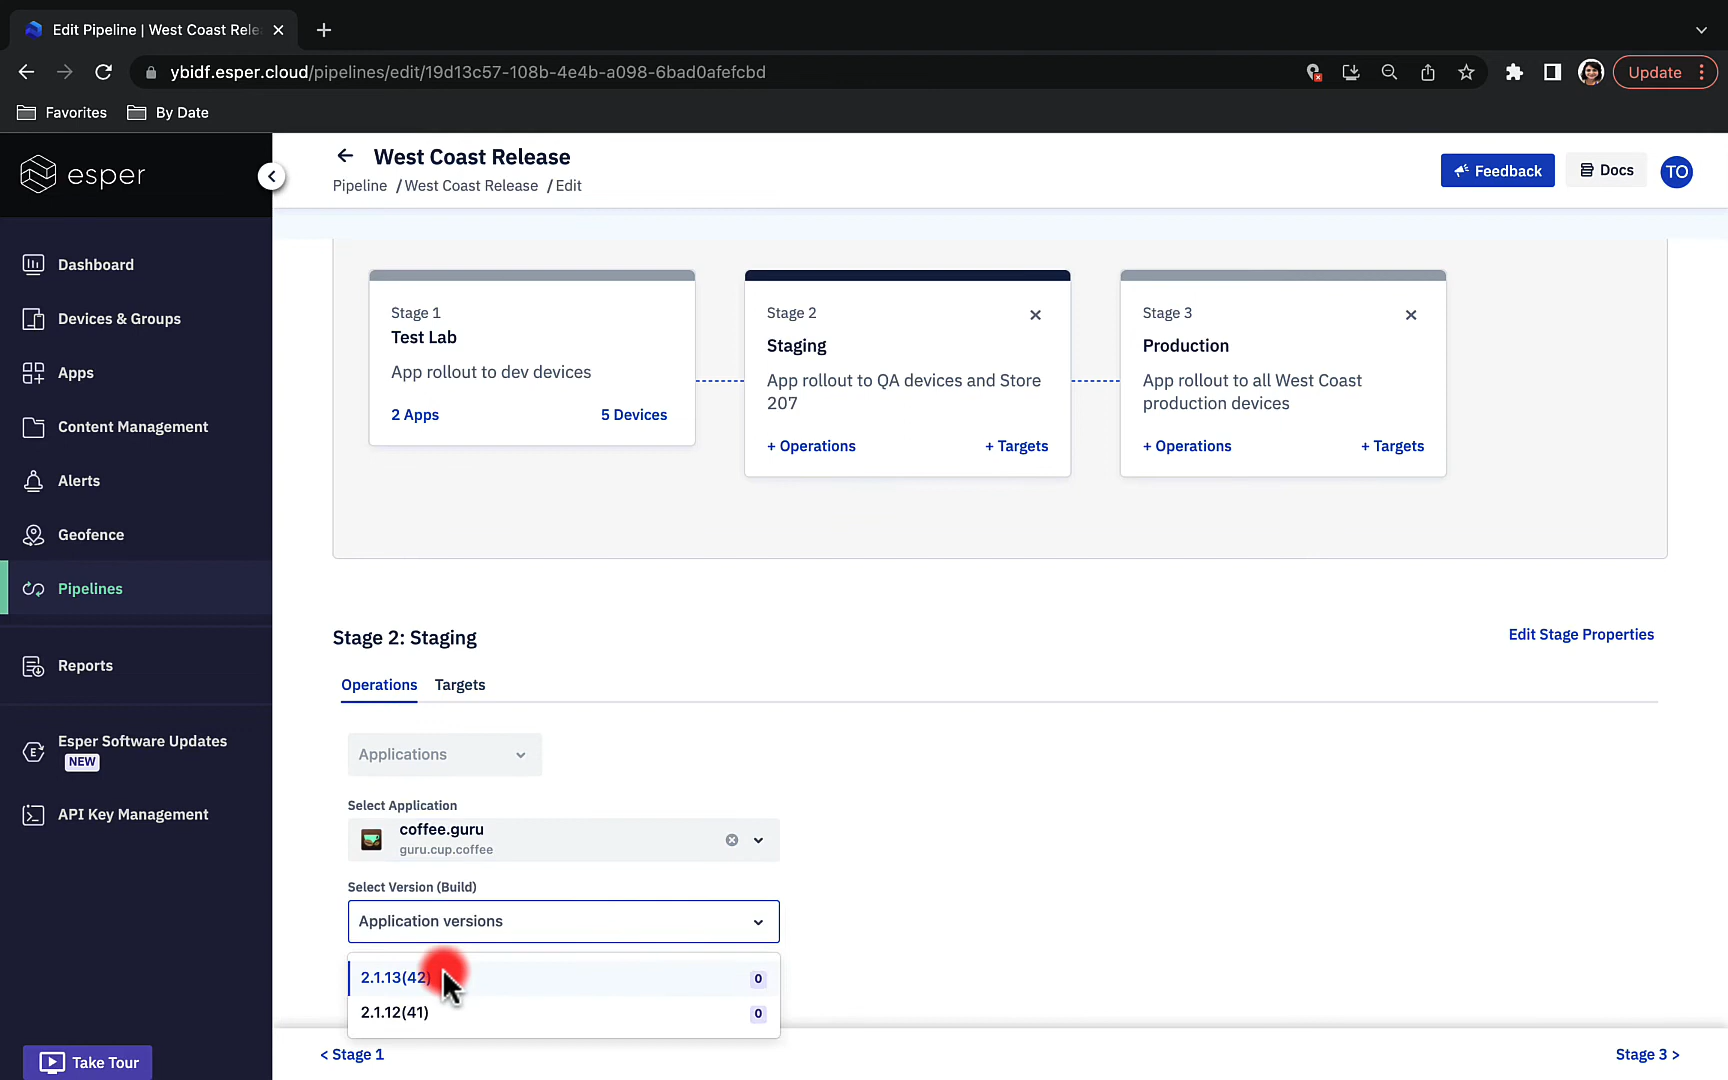 Edit Pipeline | West Coast Rele
ybidf.esper.cloud/pipelines/edit/19d13c57-108b-4e4b-a098-6bad0afefcbd
Update
Favorites
By Date
esper
West Coast Release
Pipeline / West Coast Release / Edit
Feedback
Docs
TO
Dashboard
Devices & Groups
Apps
Content Management
Alerts
Geofence
Pipelines
Reports
Esper Software Updates
NEW
API Key Management
Take Tour
Stage 1
Test Lab
App rollout to dev devices
2 Apps
5 Devices
Stage 2
Staging
App rollout to QA devices and Store
207
+ Operations
+ Targets
Stage 3
Production
App rollout to all West Coast
production devices
+ Operations
+ Targets
Stage 2: Staging
Edit Stage Properties
Operations
Targets
Applications
Select Application
coffee.guru
guru.cup.coffee
Select Version (Build)
Application versions
2.1.13(42)
0
2.1.12(41)
0
< Stage 1
Stage 3 >